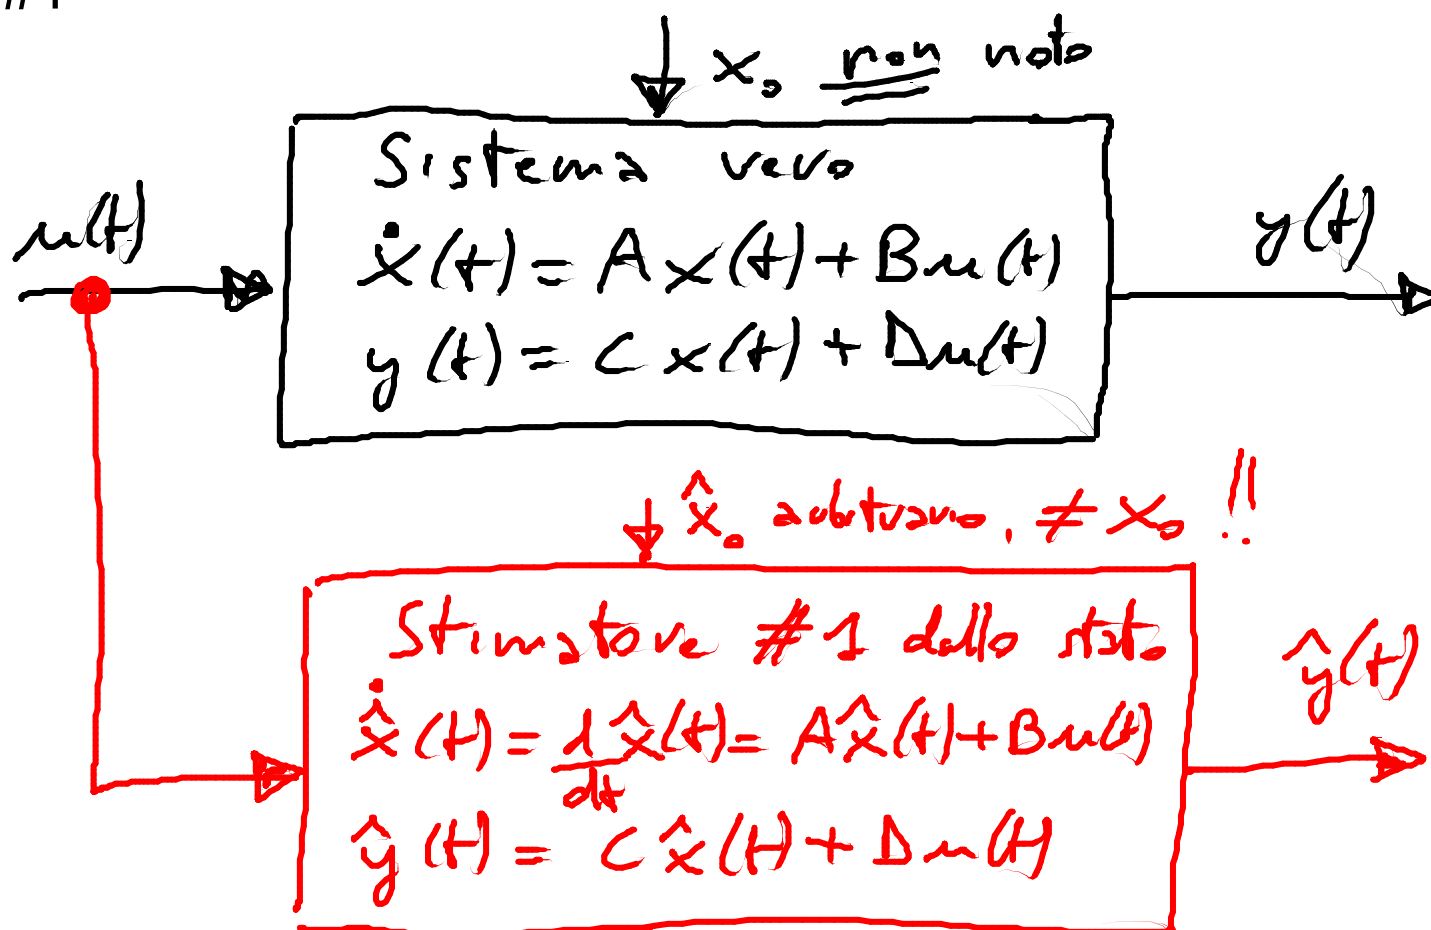 #1
x₀ non noto
Sistema vero
u(t)
ẋ(t) = Ax(t) + Bu(t)
y(t)
y(t) = Cx(t) + Du(t)
x̂₀ arbitrario, ≠ x₀ !!
Stimatore #1 dello stato
x̂̇(t) = d/dt x̂(t) = Ax̂(t) + Bu(t)
ŷ(t)
ŷ(t) = Cx̂(t) + Du(t)